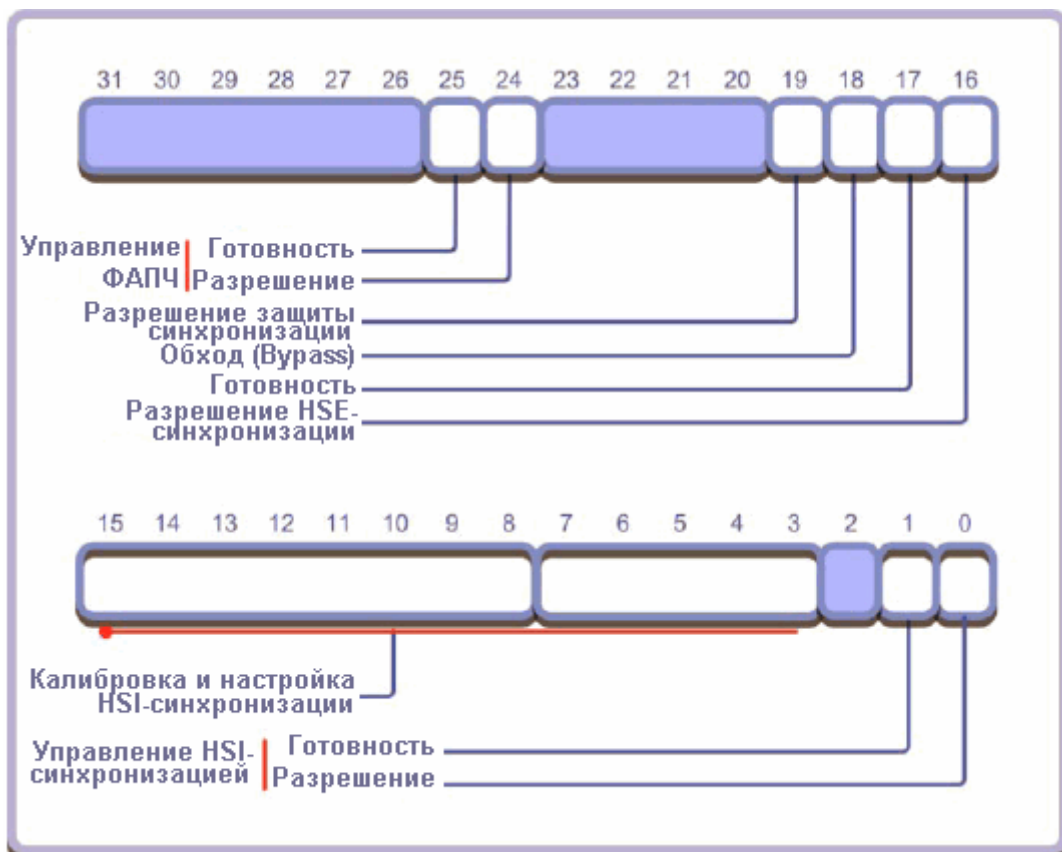 31 30 29 28 27 26 25 24 23 22 21 20 19 18 17 16
Управление
ФАПЧ
Готовность
Разрешение
Разрешение защиты
синхронизации
Обход (Bypass)
Готовность
Разрешение HSE-
синхронизации
15 14 13 12 11 10 9 8 7 6 5 4 3 2 1 0
Калибровка и настройка
HSI-синхронизации
Управление HSI-
синхронизацией
Готовность
Разрешение